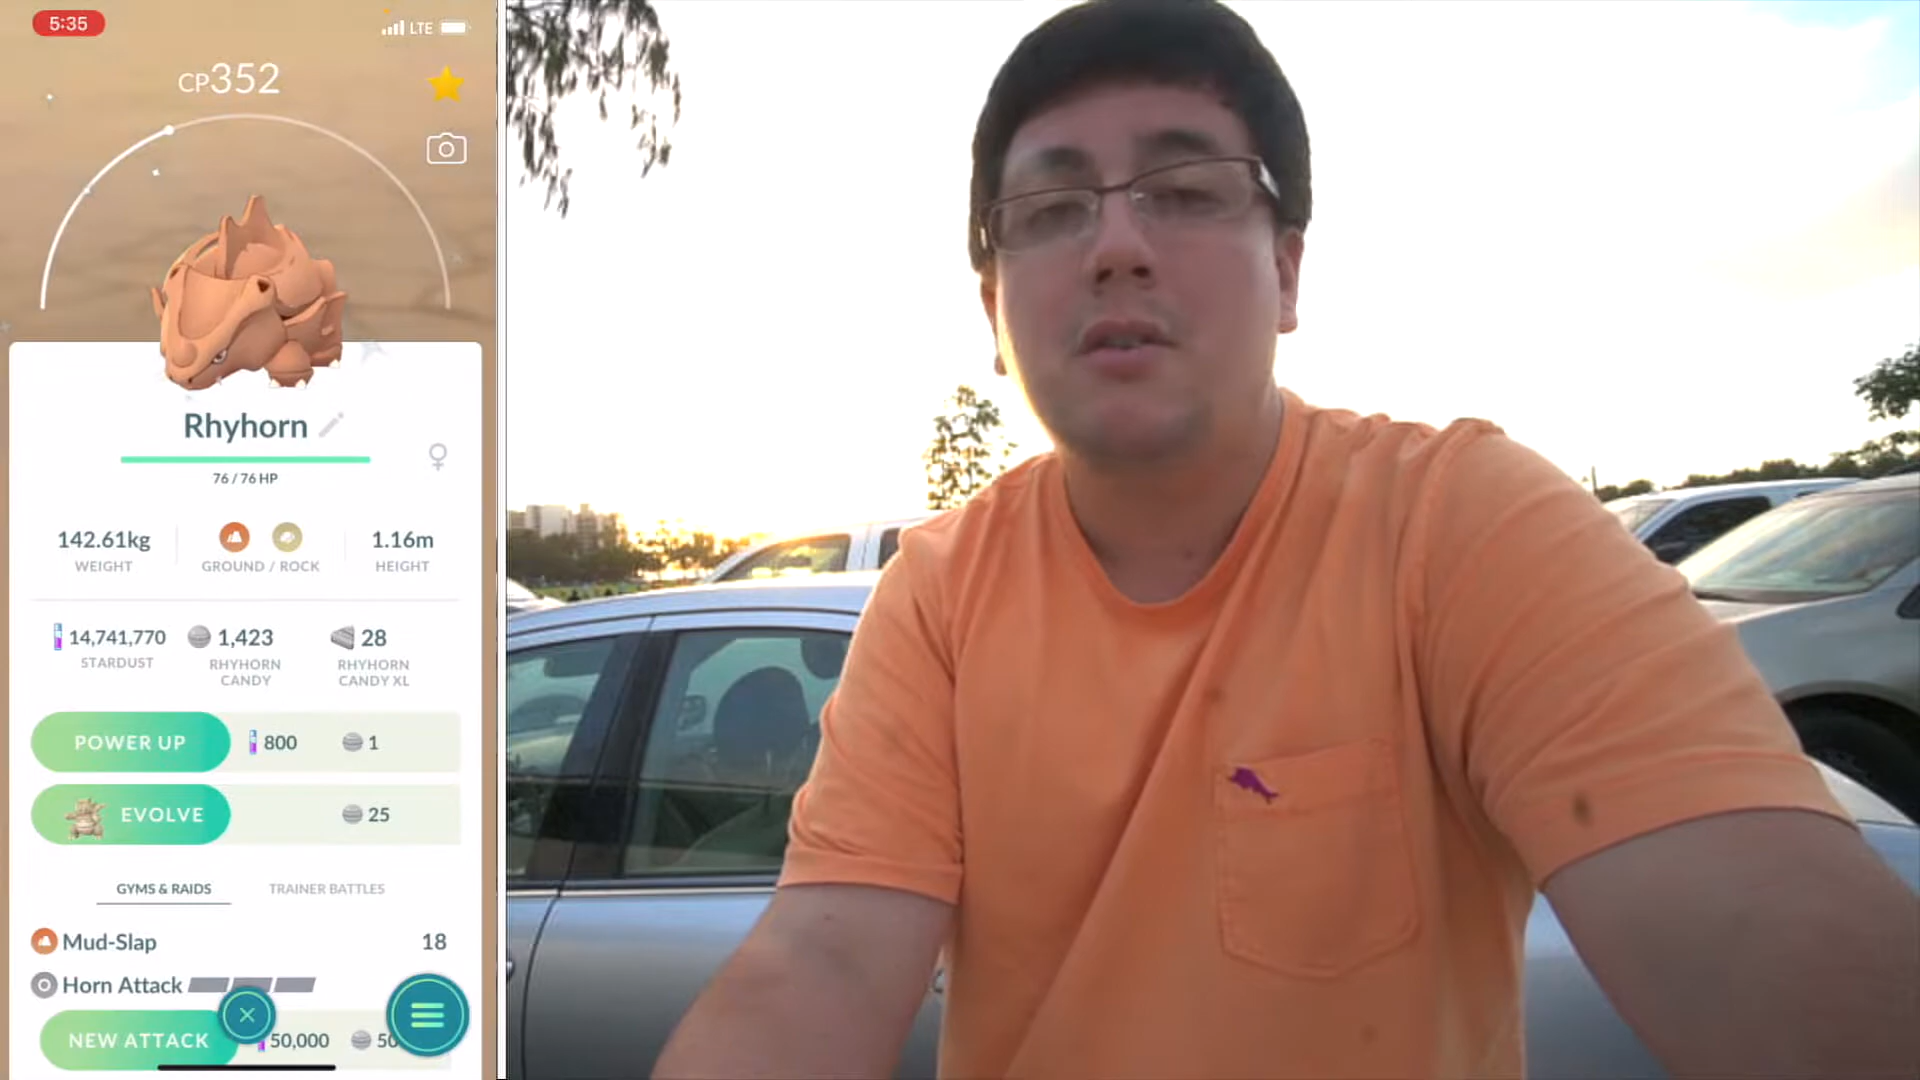 5:35
LTE
CP352
Rhyhorn
76 / 76 HP
142.61kg
WEIGHT
GROUND / ROCK
1.16m
HEIGHT
14,741,770
STARDUST
1,423
RHYHORN
CANDY
28
RHYHORN
CANDY XL
POWER UP
800
1
EVOLVE
25
GYMS & RAIDS
TRAINER BATTLES
Mud-Slap
18
Horn Attack
NEW ATTACK
50,000